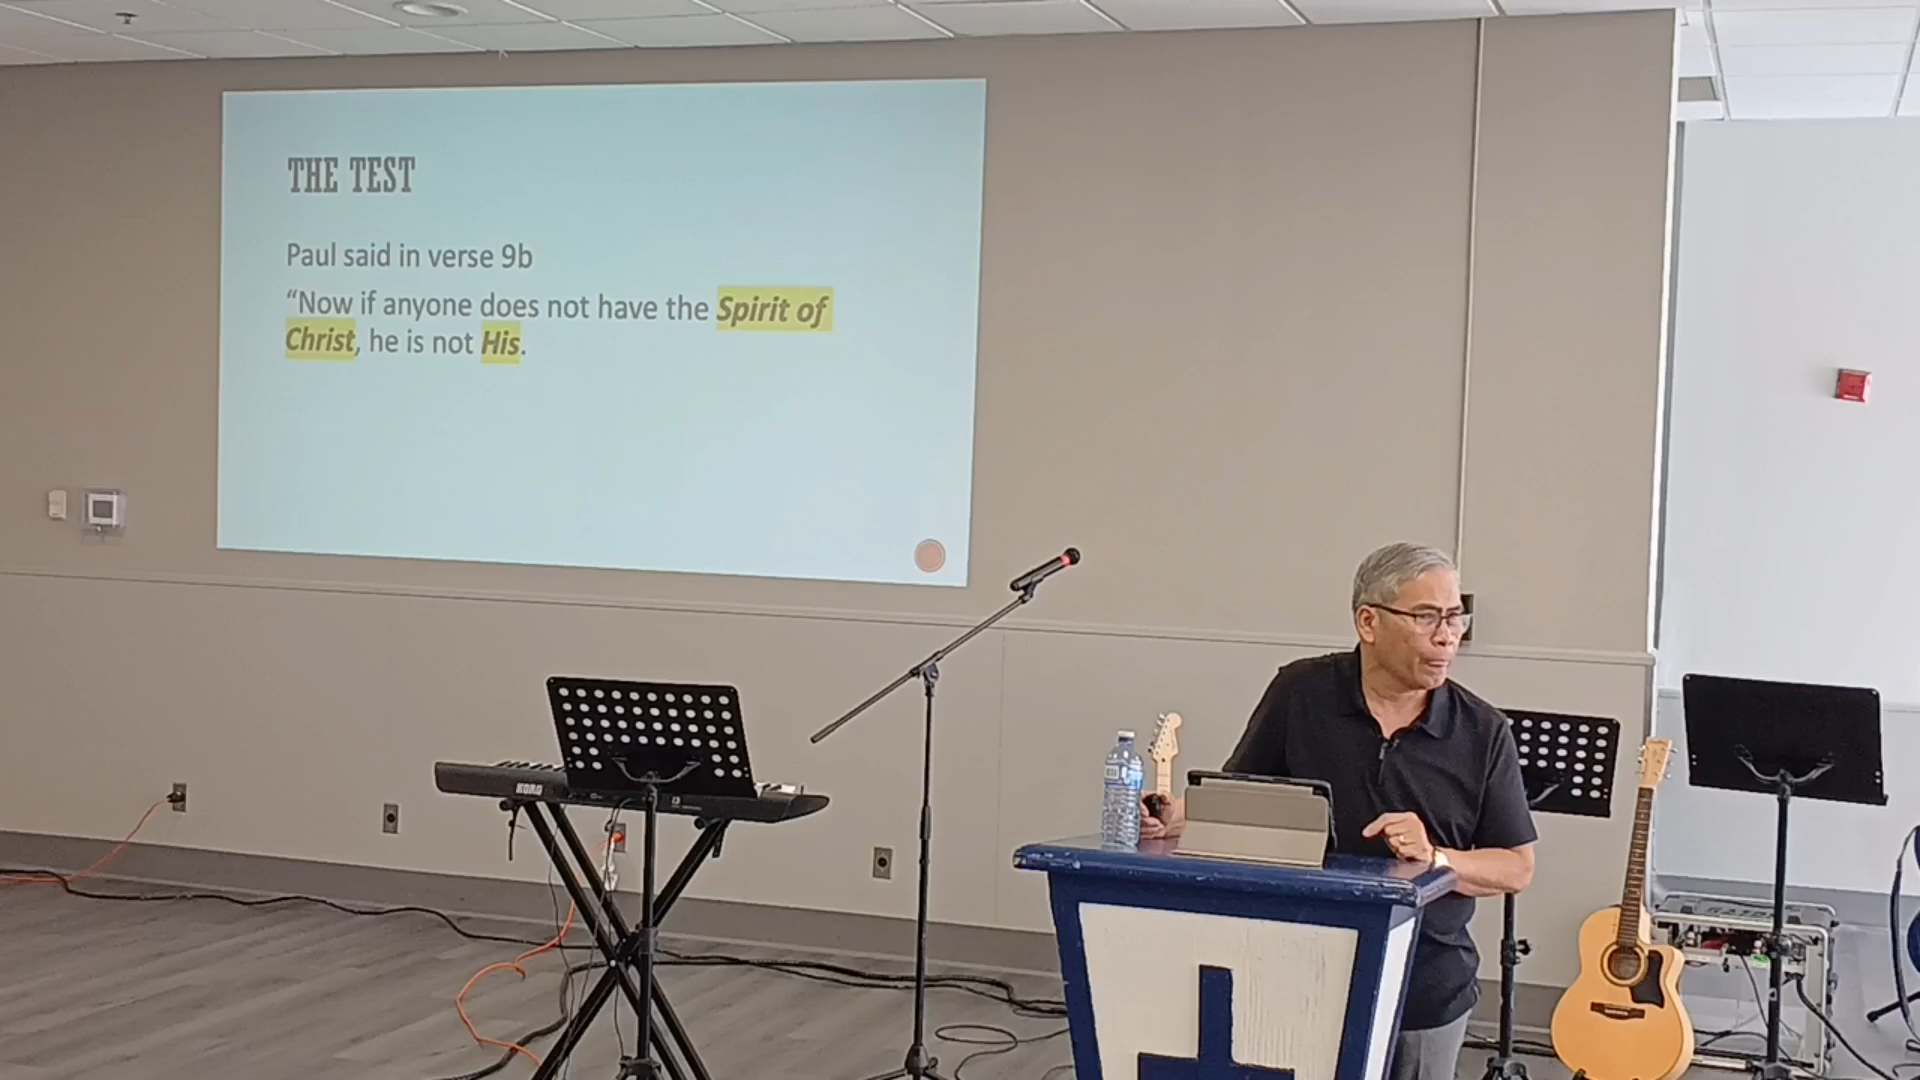 THE TEST
Paul said in verse 9b
“Now if anyone does not have the Spirit of
Christ, he is not His.
KORG